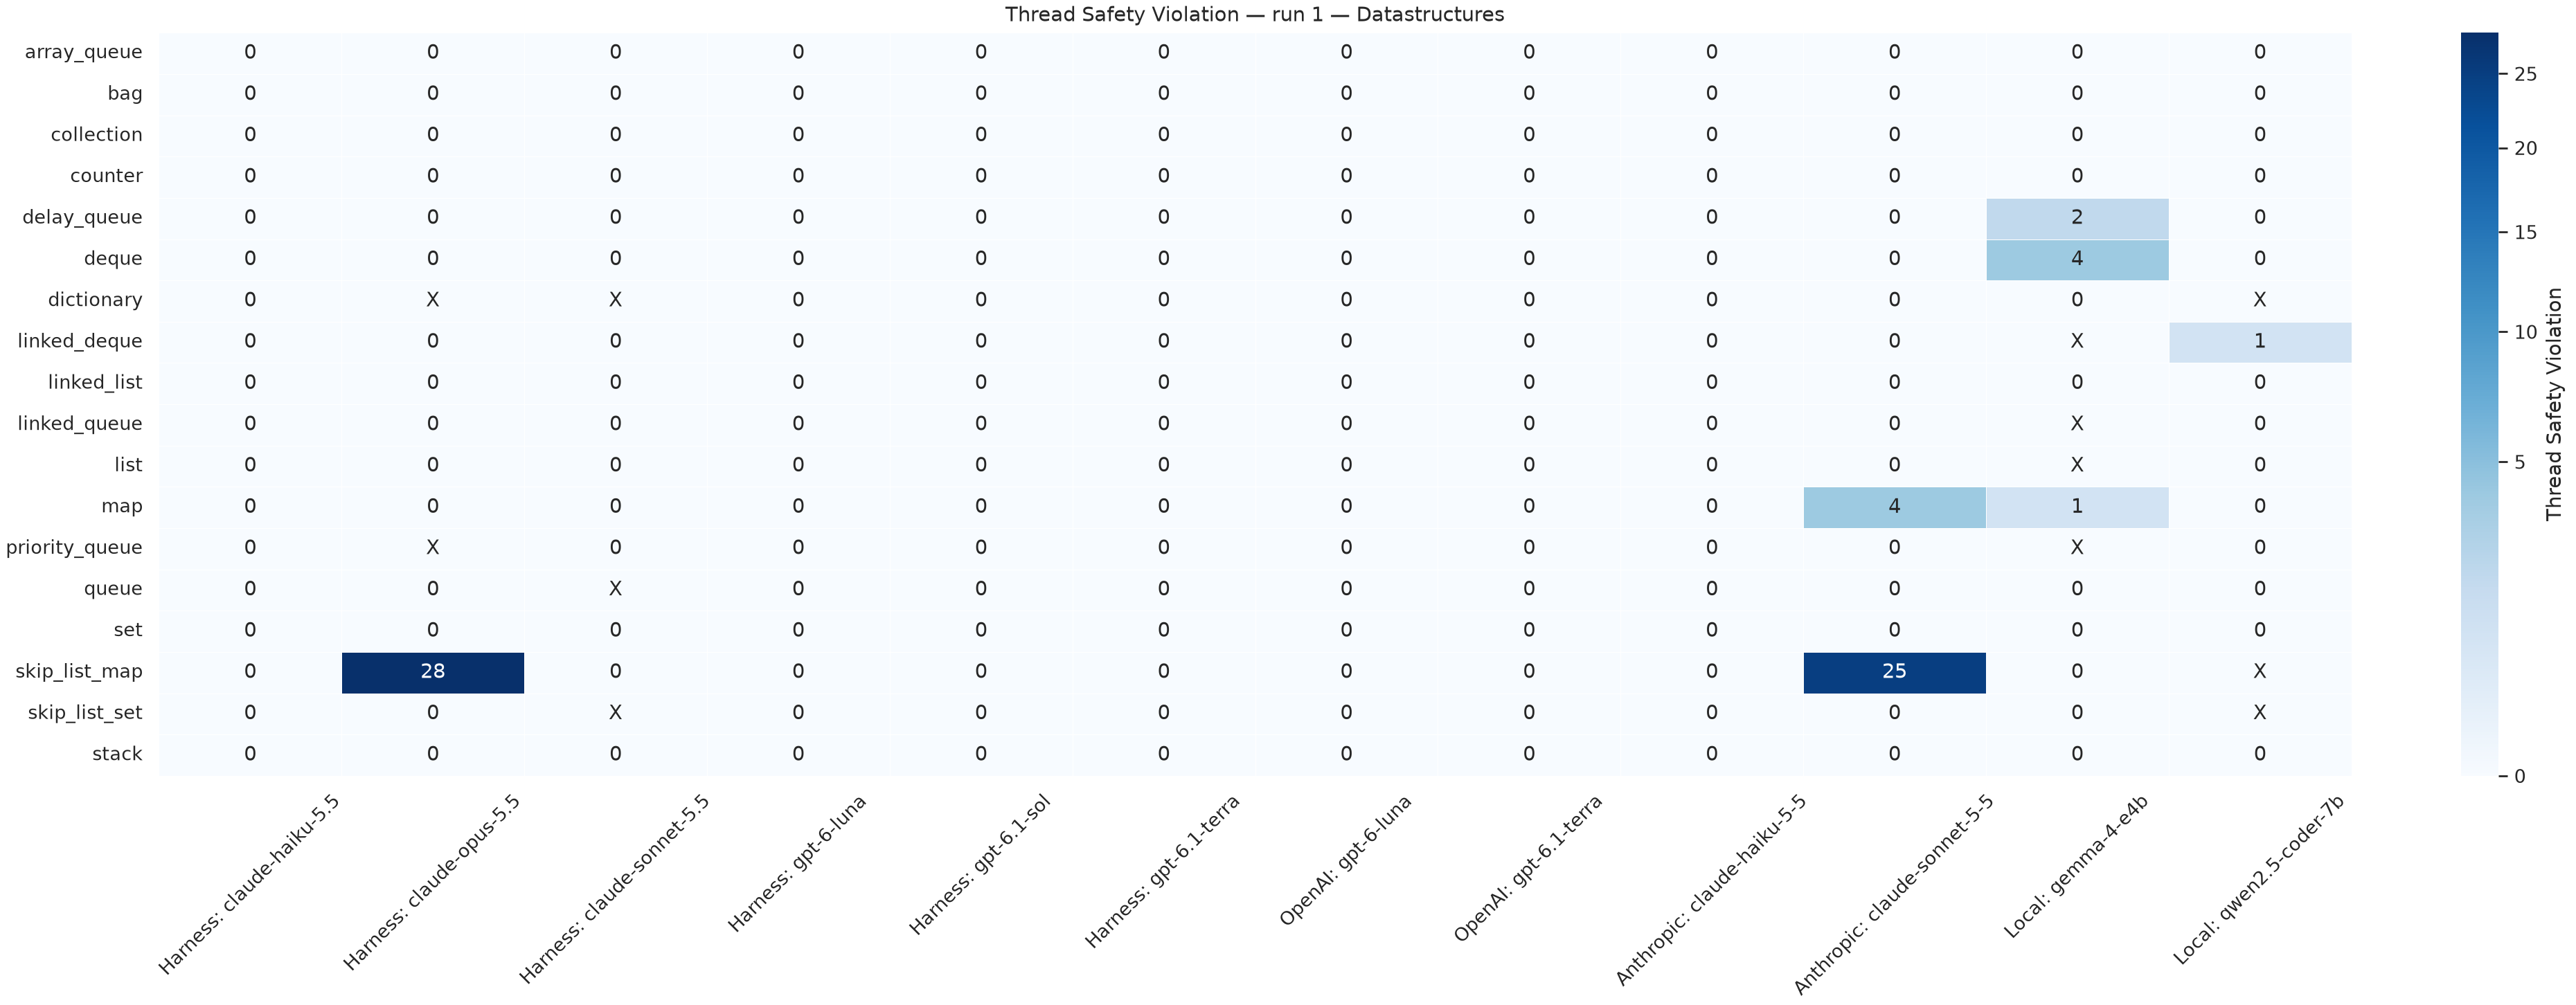 Thread Safety Violation — run 1 — Datastructures
array_queue 0 0 0 0 0 0 0 0 0 0 0 0
bag 0 0 0 0 0 0 0 0 0 0 0 0
collection 0 0 0 0 0 0 0 0 0 0 0 0
counter 0 0 0 0 0 0 0 0 0 0 0 0
delay_queue 0 0 0 0 0 0 0 0 0 0 2 0
deque 0 0 0 0 0 0 0 0 0 0 4 0
dictionary 0 X X 0 0 0 0 0 0 0 0 X
linked_deque 0 0 0 0 0 0 0 0 0 0 X 1
linked_list 0 0 0 0 0 0 0 0 0 0 0 0
linked_queue 0 0 0 0 0 0 0 0 0 0 X 0
list 0 0 0 0 0 0 0 0 0 0 X 0
map 0 0 0 0 0 0 0 0 0 4 1 0
priority_queue 0 X 0 0 0 0 0 0 0 0 X 0
queue 0 0 X 0 0 0 0 0 0 0 0 0
set 0 0 0 0 0 0 0 0 0 0 0 0
skip_list_map 0 28 0 0 0 0 0 0 0 25 0 X
skip_list_set 0 0 X 0 0 0 0 0 0 0 0 X
stack 0 0 0 0 0 0 0 0 0 0 0 0
Harness: claude-haiku-5.5
Harness: claude-opus-5.5
Harness: claude-sonnet-5.5
Harness: gpt-6-luna
Harness: gpt-6.1-sol
Harness: gpt-6.1-terra
OpenAI: gpt-6-luna
OpenAI: gpt-6.1-terra
Anthropic: claude-haiku-5-5
Anthropic: claude-sonnet-5-5
Local: gemma-4-e4b
Local: qwen2.5-coder-7b
25
20
15
10
5
0
Thread Safety Violation